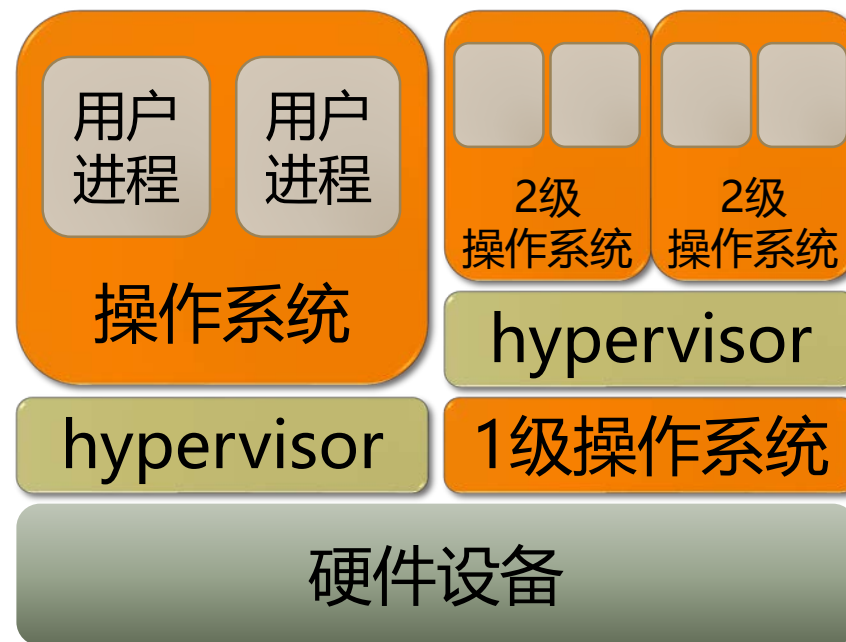 用户
进程
用户
进程
操作系统
hypervisor
2级
操作系统
2级
操作系统
hypervisor
1级操作系统
硬件设备